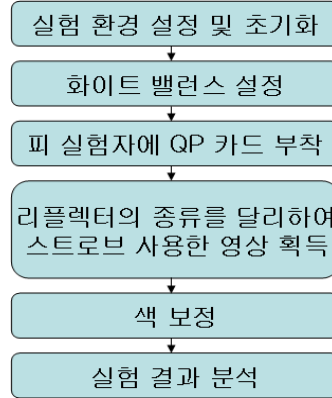 실험 환경 설정 및 초기화
화이트 밸런스 설정
피 실험자에 QP 카드 부착
리플렉터의 종류를 달리하여
스트로브 사용한 영상 획득
색 보정
실험 결과 분석